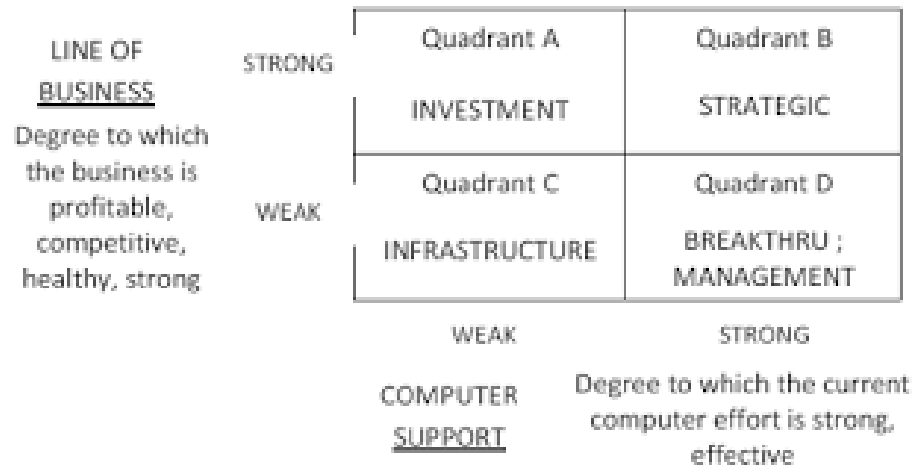 LINE OF
BUSINESS
Degree to which
the business is
profitable,
competitive,
healthy, strong
STRONG
WEAK
Quadrant A
INVESTMENT
Quadrant B
STRATEGIC
Quadrant C
INFRASTRUCTURE
Quadrant D
BREAKTHRU ;
MANAGEMENT
WEAK
STRONG
COMPUTER
SUPPORT
Degree to which the current
computer effort is strong,
effective